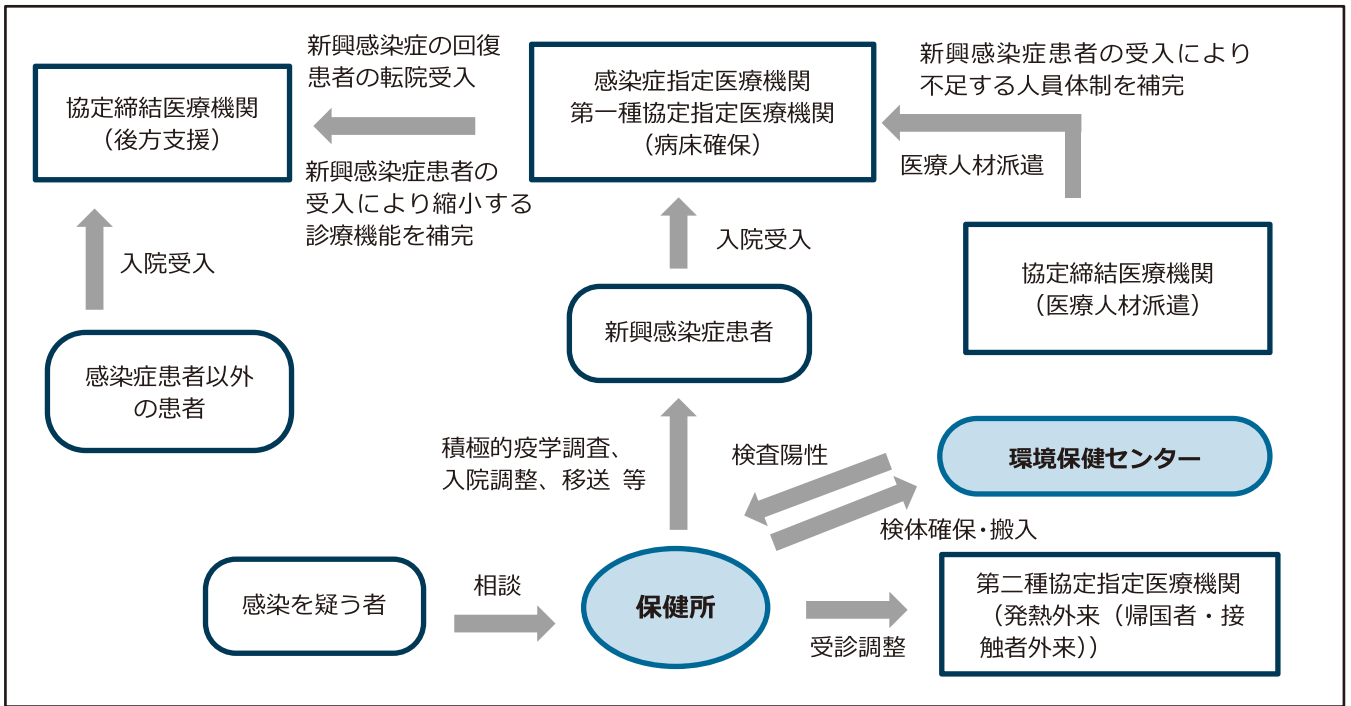 新興感染症の回復
患者の転院受入
協定締結医療機関
（後方支援）
新興感染症患者の
受入により縮小する
診療機能を補完
感染症指定医療機関
第一種協定指定医療機関
（病床確保）
新興感染症患者の受入により
不足する人員体制を補完
医療人材派遣
入院受入
入院受入
協定締結医療機関
（医療人材派遣）
新興感染症患者
感染症患者以外
の患者
積極的疫学調査、
入院調整、移送 等
検査陽性
環境保健センター
検体確保・搬入
感染を疑う者
相談
保健所
受診調整
第二種協定指定医療機関
（発熱外来（帰国者・接
触者外来））